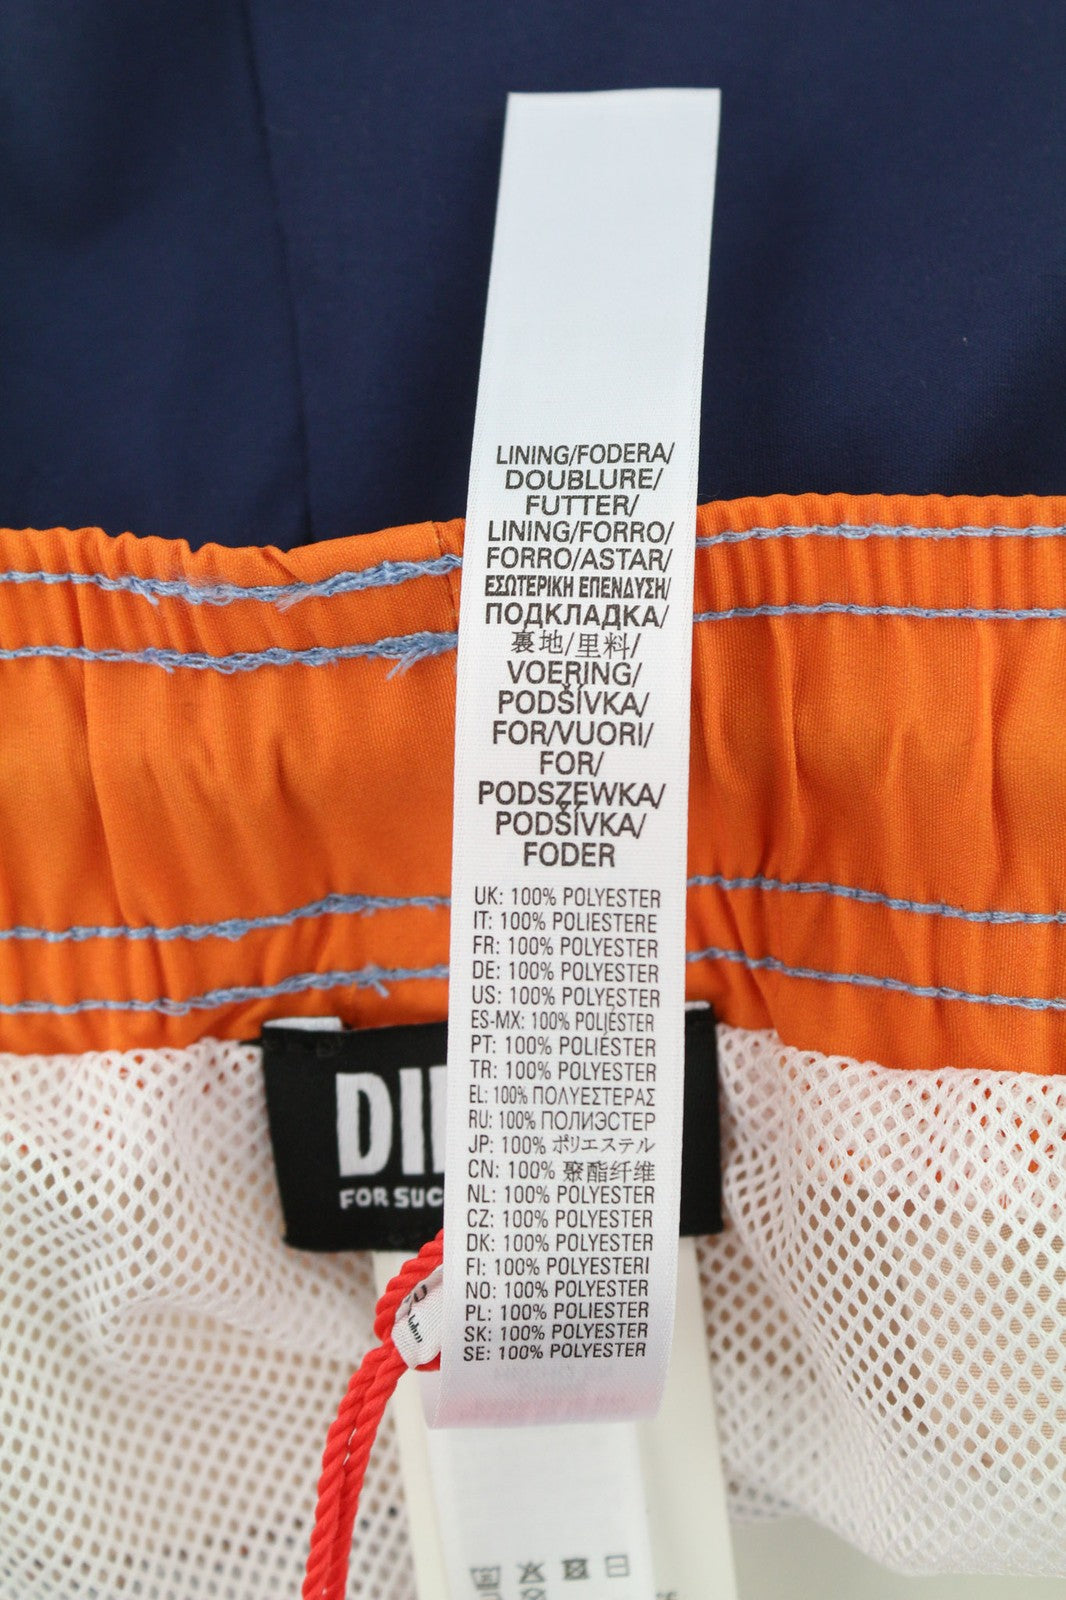 LINING/FODERA/
DOUBLURE/
FUTTER/
LINING/FORRO/
FORRO/ASTAR/
ΕΣΩΤΕΡΙΚΗ ΕΠΕΝΔΥΣΗ/
ПОДКЛАДКА/
裏地/里料/
VOERING/
PODŠÍVKA/
FOR/VUORI/
FOR/
PODSZEWKA/
PODŠÍVKA/
FODER
UK: 100% POLYESTER
IT: 100% POLIESTERE
FR: 100% POLYESTER
DE: 100% POLYESTER
US: 100% POLYESTER
ES-MX: 100% POLIÉSTER
PT: 100% POLIÉSTER
TR: 100% POLYESTER
EL: 100% ΠΟΛΥΕΣΤΕΡΑΣ
RU: 100% ПОЛИЭСТЕР
JP: 100% ポリエステル
CN: 100% 聚酯纤维
NL: 100% POLYESTER
CZ: 100% POLYESTER
DK: 100% POLYESTER
FI: 100% POLYESTERI
NO: 100% POLYESTER
PL: 100% POLIESTER
SK: 100% POLYESTER
SE: 100% POLYESTER
DIE
FOR SUC